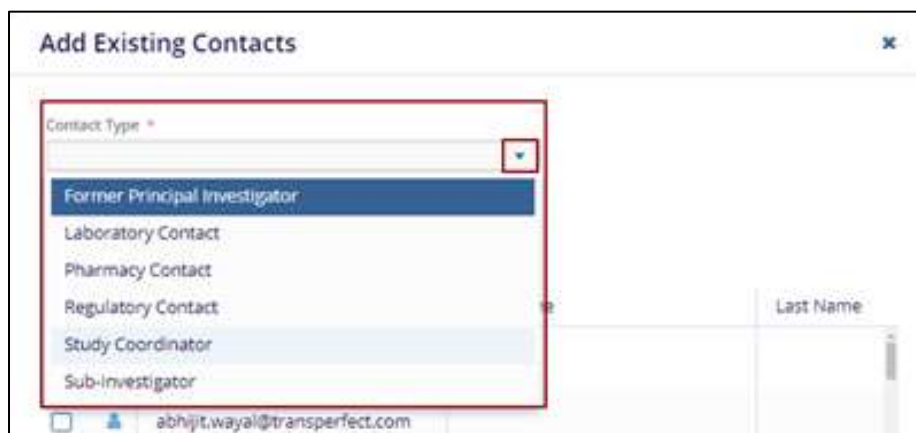 Add Existing Contacts
Contact Type *
Former Principal Investigator
Laboratory Contact
Pharmacy Contact
Regulatory Contact
Study Coordinator
Sub-Investigator
Last Name
abhijit.wayal@transperfect.com